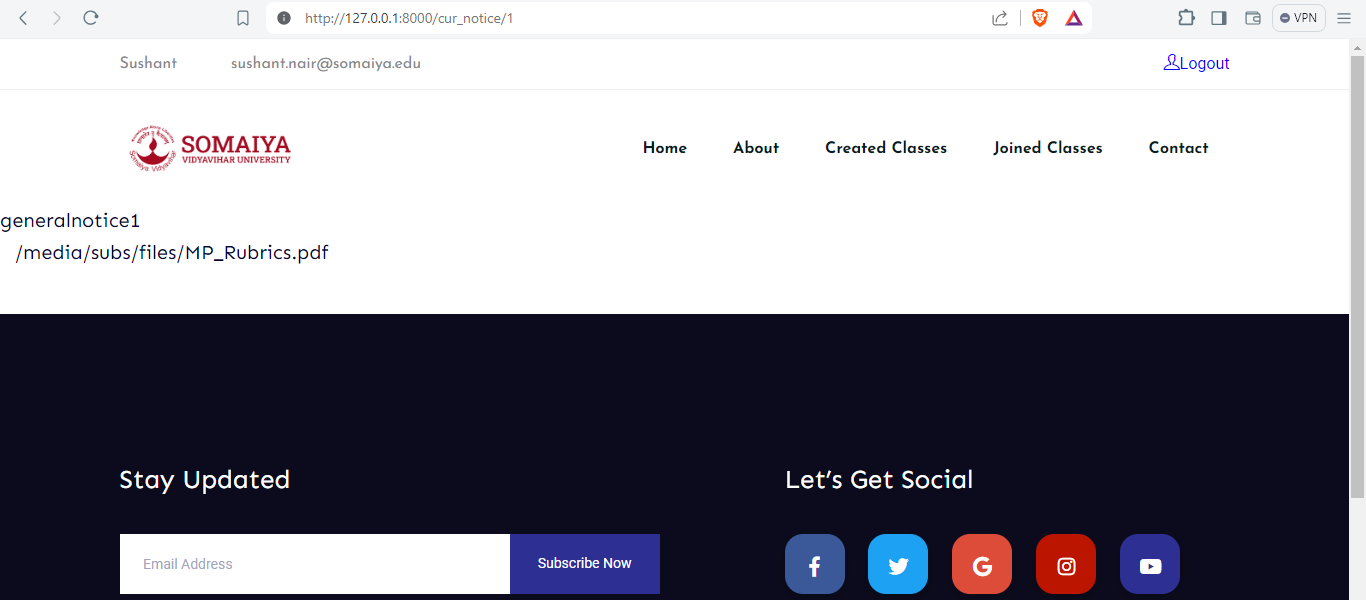 http://127.0.0.1:8000/cur_notice/1
VPN
Sushant sushant.nair@somaiya.edu Logout
SOMAIYA
VIDYAVIHAR UNIVERSITY
Home About Created Classes Joined Classes Contact
generalnotice1
/media/subs/files/MP_Rubrics.pdf
Stay Updated Let’s Get Social
Email Address Subscribe Now